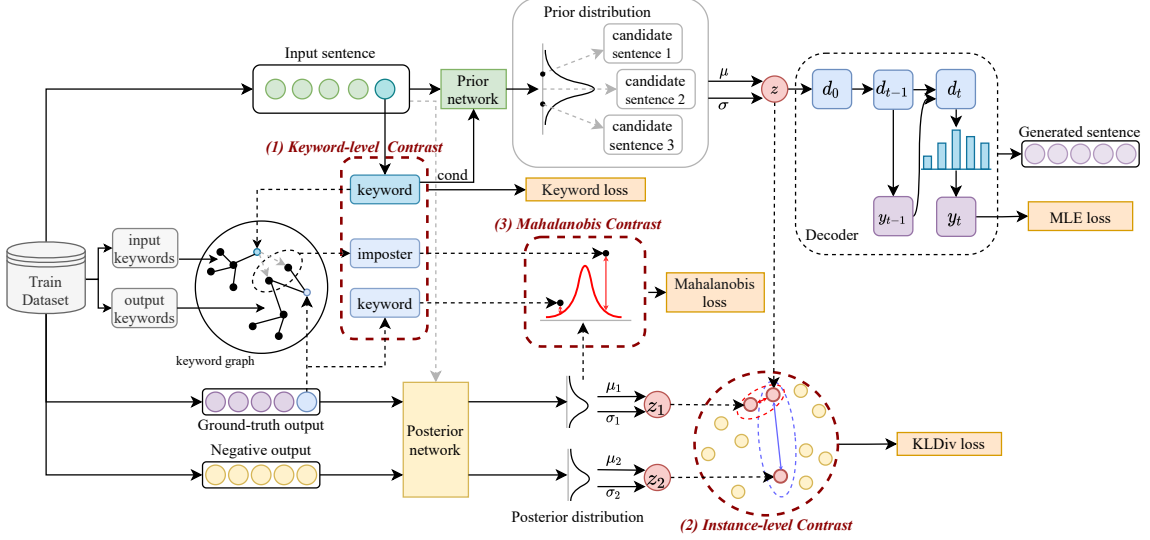 Prior distribution
Input sentence
candidate
sentence 1
candidate
sentence 2
candidate
sentence 3
Prior
network
μ
σ
z
d₀
dₜ₋₁
dₜ
Generated sentence
yₜ₋₁
yₜ
Decoder
MLE loss
(1) Keyword-level Contrast
cond
keyword
Keyword loss
(3) Mahalanobis Contrast
imposter
keyword
Mahalanobis
loss
Train
Dataset
input
keywords
output
keywords
keyword graph
Ground-truth output
Negative output
Posterior
network
μ₁
σ₁
z₁
μ₂
σ₂
z₂
Posterior distribution
KLDiv loss
(2) Instance-level Contrast